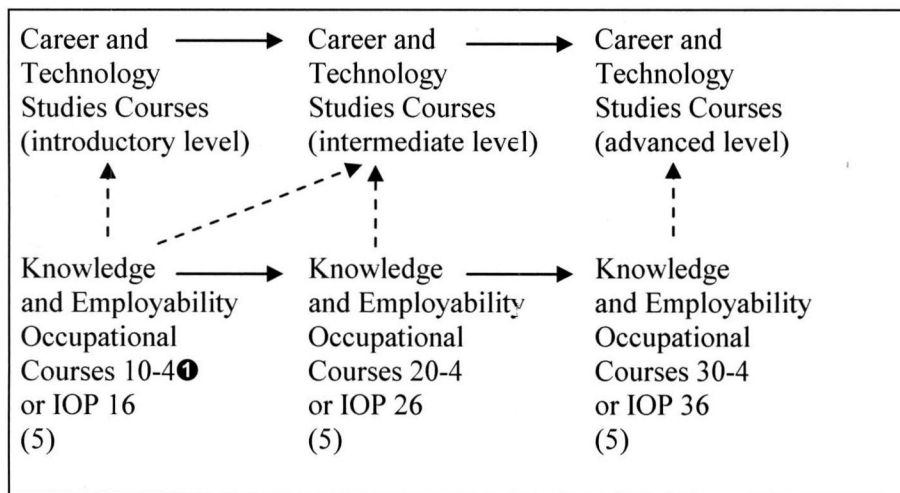 Career and
Technology
Studies Courses
(introductory level)
Career and
Technology
Studies Courses
(intermediate level)
Career and
Technology
Studies Courses
(advanced level)
Knowledge
and Employability
Occupational
Courses 10-4❶
or IOP 16
(5)
Knowledge
and Employability
Occupational
Courses 20-4
or IOP 26
(5)
Knowledge
and Employability
Occupational
Courses 30-4
or IOP 36
(5)